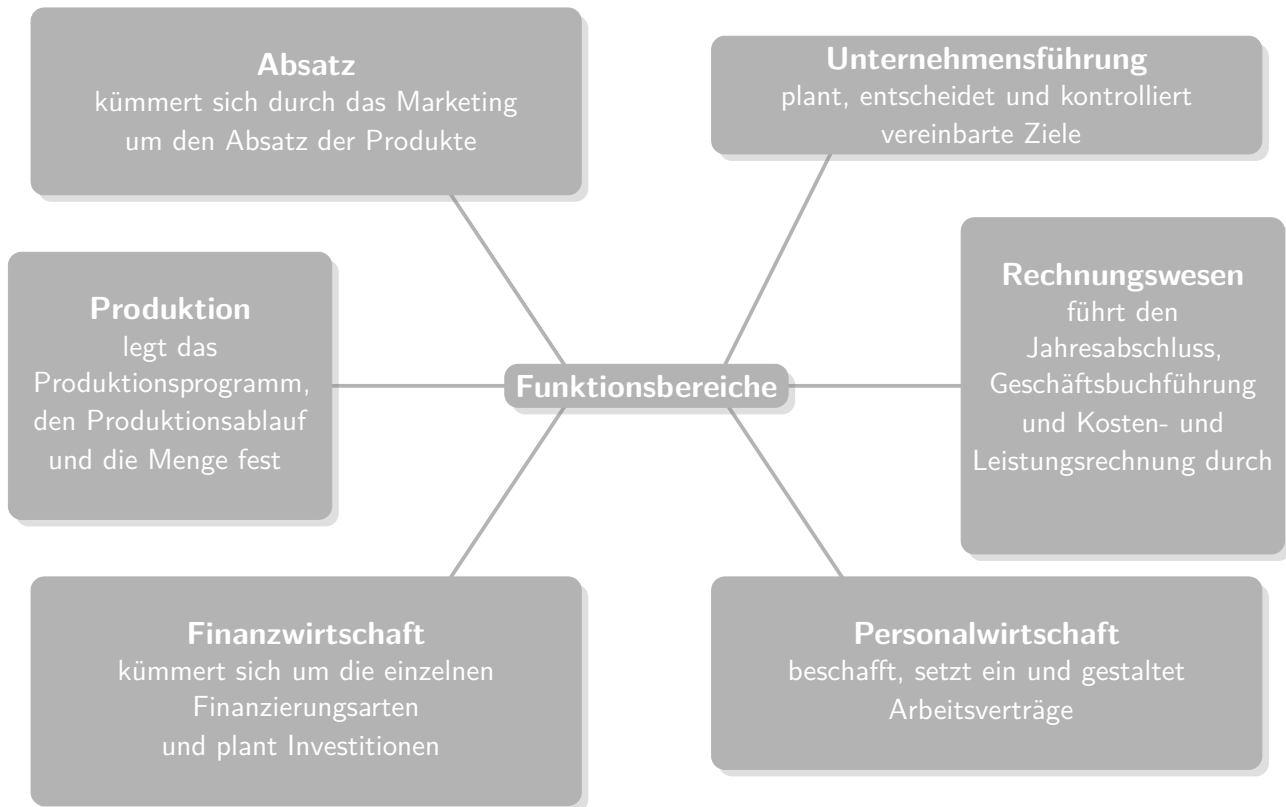 Absatz
kümmert sich durch das Marketing
um den Absatz der Produkte
Unternehmensführung
plant, entscheidet und kontrolliert
vereinbarte Ziele
Produktion
legt das
Produktionsprogramm,
den Produktionsablauf
und die Menge fest
Funktionsbereiche
Rechnungswesen
führt den
Jahresabschluss,
Geschäftsbuchführung
und Kosten- und
Leistungsrechnung durch
Finanzwirtschaft
kümmert sich um die einzelnen
Finanzierungsarten
und plant Investitionen
Personalwirtschaft
beschafft, setzt ein und gestaltet
Arbeitsverträge